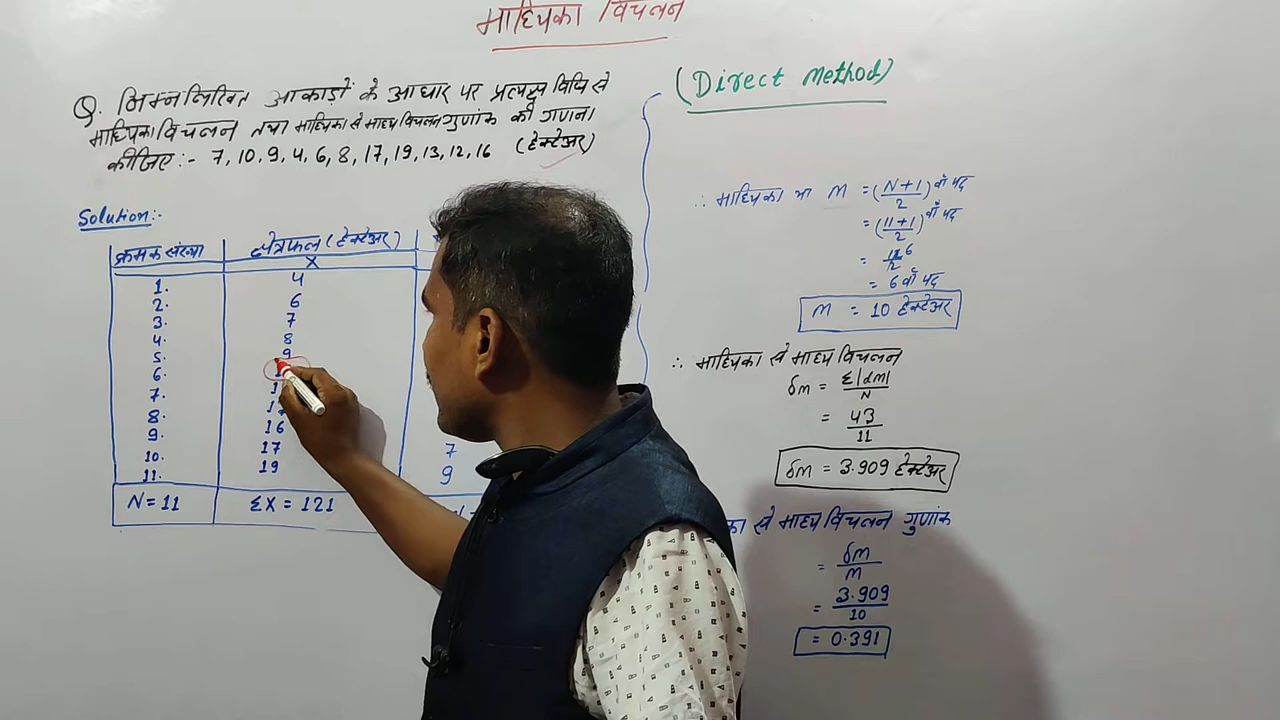 माध्यिका विचलन
(Direct Method)
Q. निम्नलिखित आकाड़ों के आधार पर प्रत्यक्ष विधि से
माध्यिका विचलन तथा माध्यिका से माध्य विचलन गुणांक की गणना
कीजिए :- 7, 10, 9, 4, 6, 8, 17, 19, 13, 12, 16 (हेक्टेअर)
Solution:-
क्रमक संख्या क्षेत्रफल (हेक्टेअर)
X
1. 4
2. 6
3. 7
4. 8
5. 9
6.
7.
8.
9. 16
10. 17 7
11. 19 9
N = 11 ΣX = 121
∴ माध्यिका या M = (N+1/2) वाँ पद
= (11+1/2) वाँ पद
= 12/2 6
= 6 वाँ पद
M = 10 हेक्टेअर
∴ माध्यिका से माध्य विचलन
δm = Σ|dm|/N
= 43/11
δm = 3.909 हेक्टेअर
से माध्य विचलन गुणांक
= δm/M
= 3.909/10
= 0.391